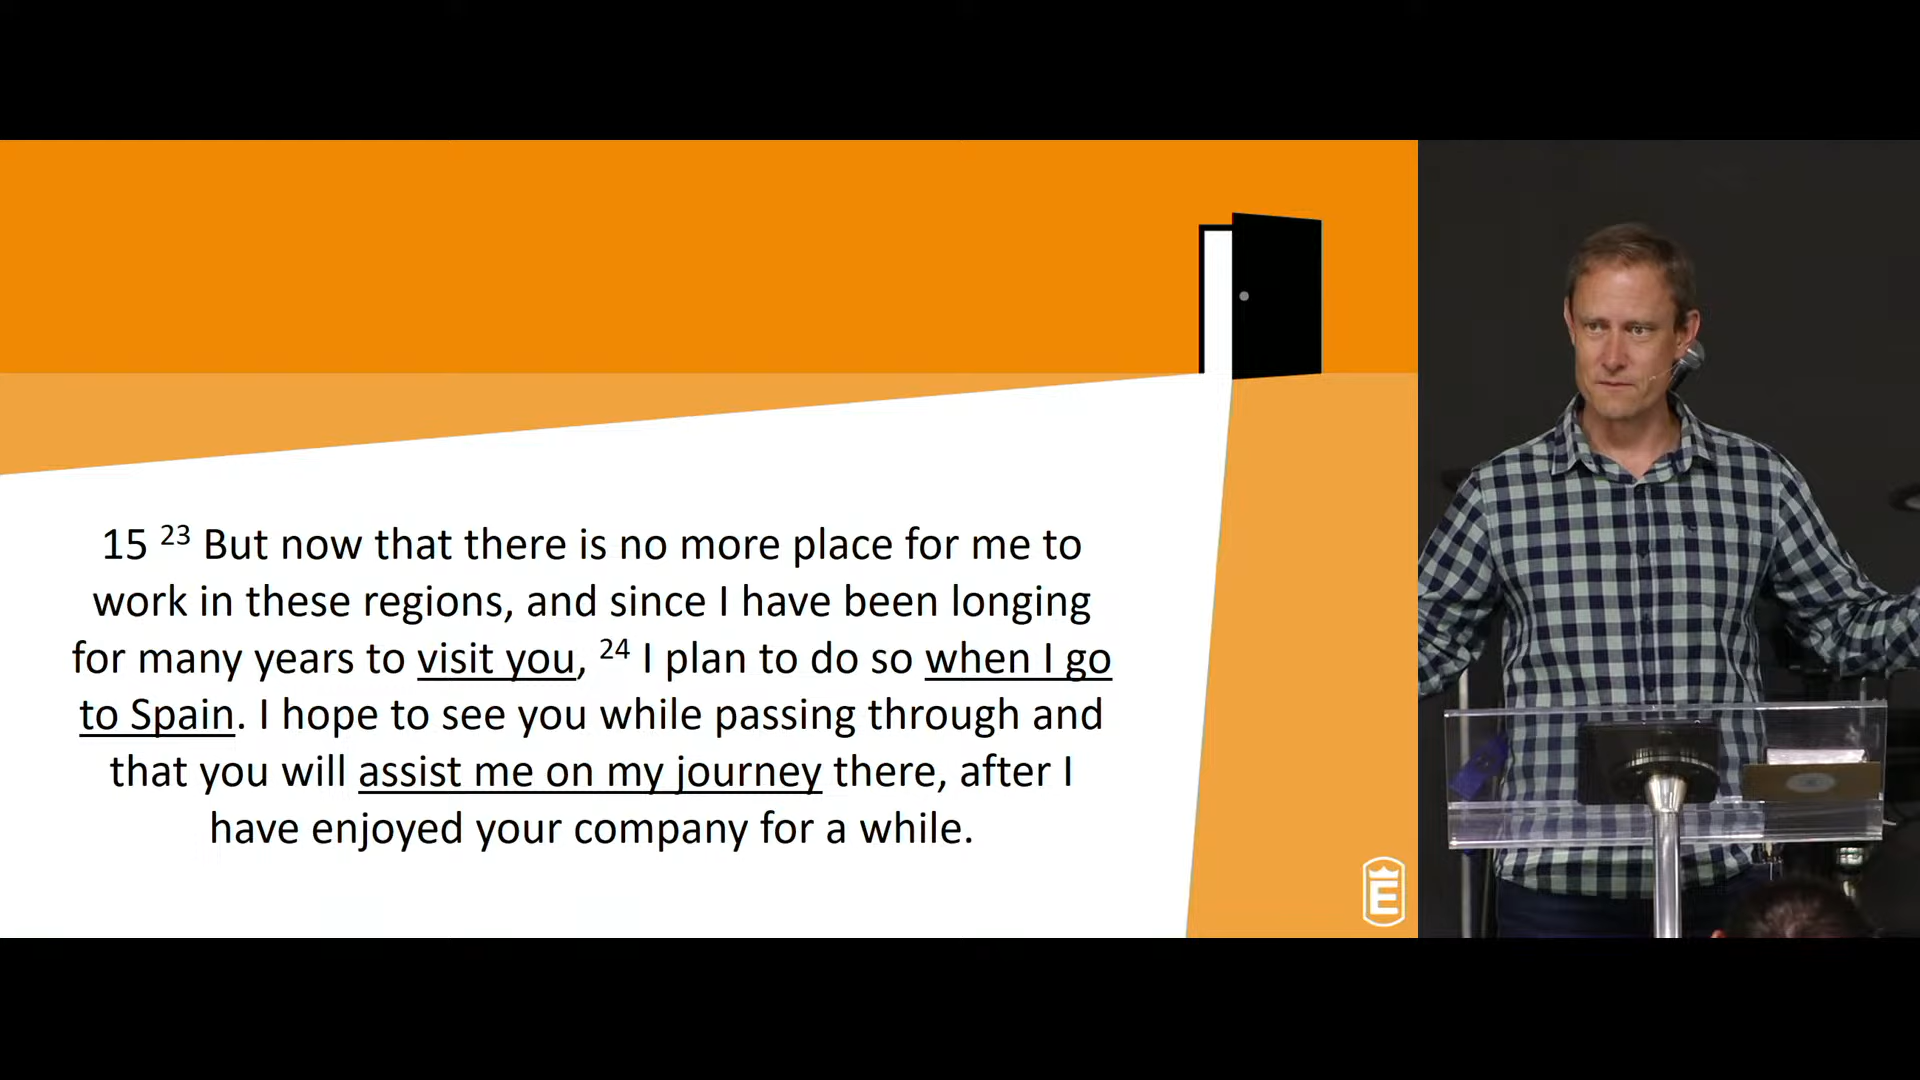 15 23 But now that there is no more place for me to
work in these regions, and since I have been longing
for many years to visit you, 24 I plan to do so when I go
to Spain. I hope to see you while passing through and
that you will assist me on my journey there, after I
have enjoyed your company for a while.
E